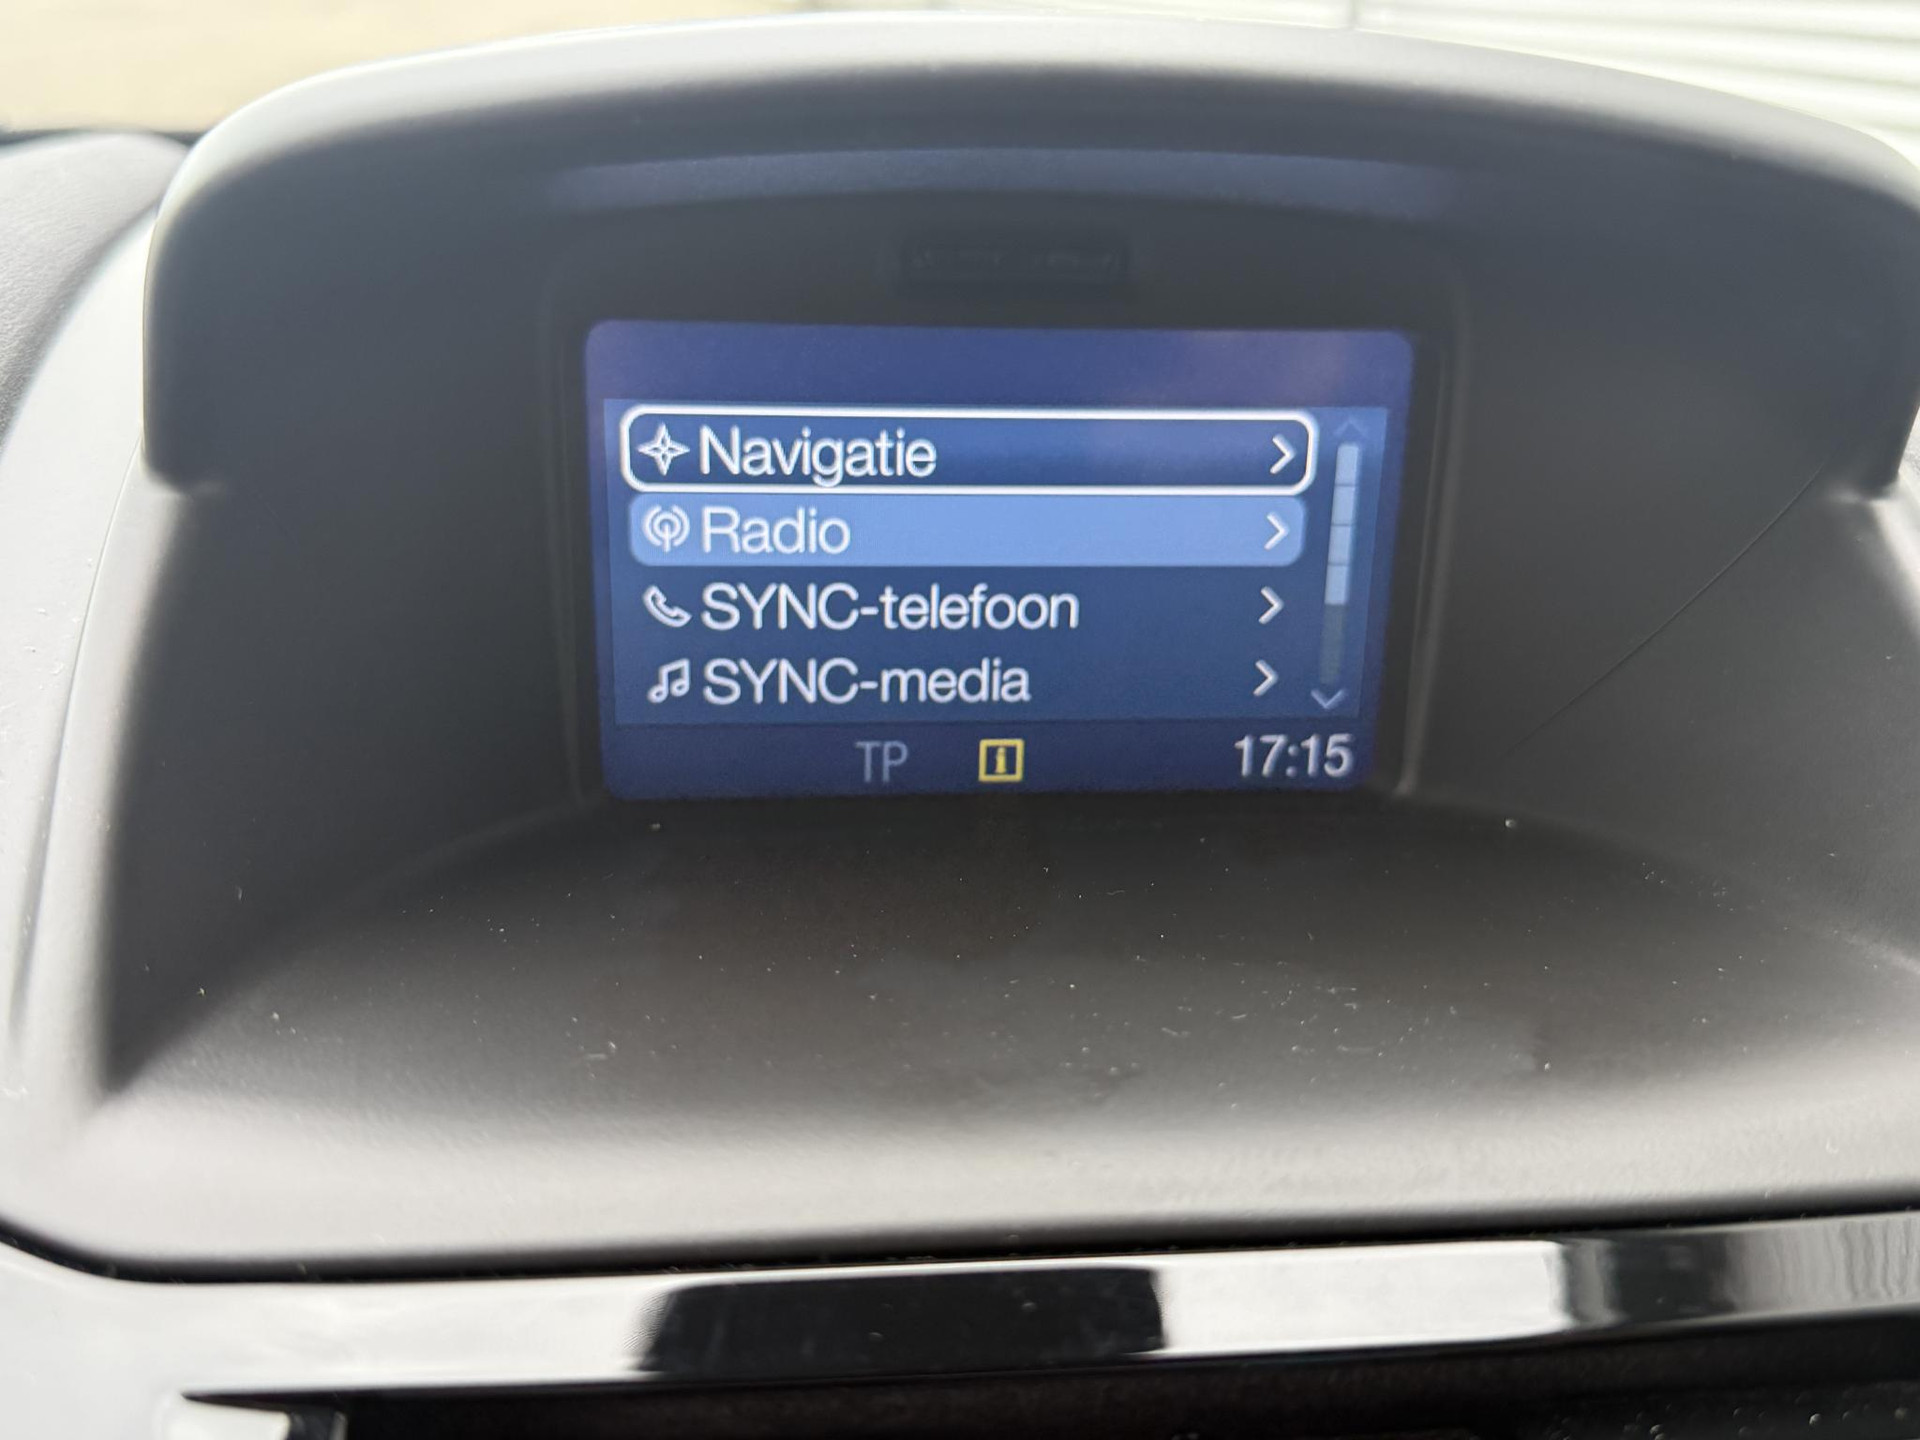 Navigatie
Radio
SYNC-telefoon
SYNC-media
TP i 17:15